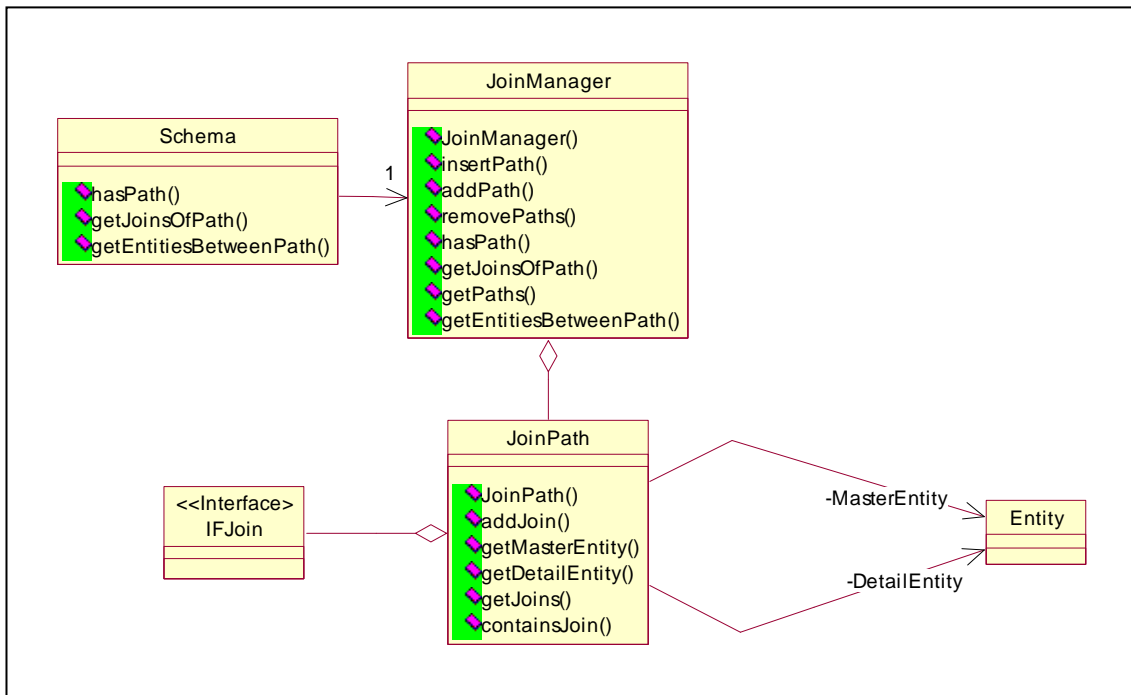 JoinManager
JoinManager()
insertPath()
addPath()
removePaths()
hasPath()
getJoinsOfPath()
getPaths()
getEntitiesBetweenPath()
Schema
hasPath()
getJoinsOfPath()
getEntitiesBetweenPath()
1
JoinPath
JoinPath()
addJoin()
getMasterEntity()
getDetailEntity()
getJoins()
containsJoin()
<<Interface>
IFJoin
-MasterEntity
Entity
-DetailEntity